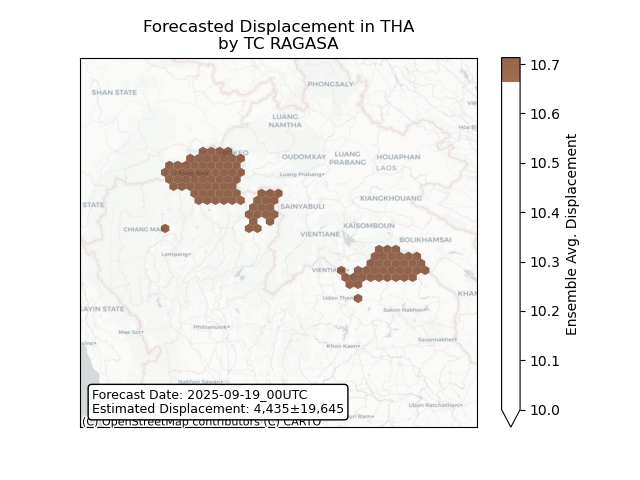 Forecasted Displacement in THA
by TC RAGASA
SHAN STATE
PHONGSALY
LUANG
NAMTHA
OUDOMXAY
LUANG
PRABANG
HOUAPHAN
LAOS
Luang Prabang
SAINYABULI
XIANGKHOUANG
STATE
CHIANG MA
XAISOMBOUN
VIENTIANE
BOLIKHAMSAI
Lampang
VIENTIA
Udon Than
KHAM
Sakon Nakhon
KAYIN STATE
Phitsanulok
Mae Sot
Khon Kaen
Savannakhet
Nakhon Sawan
Ubon Ratchathani
Forecast Date: 2025-09-19_00UTC
Estimated Displacement: 4,435±19,645
(C) OpenStreetMap contributors (C) CARTO
10.7
10.6
10.5
10.4
10.3
10.2
10.1
10.0
Ensemble Avg. Displacement